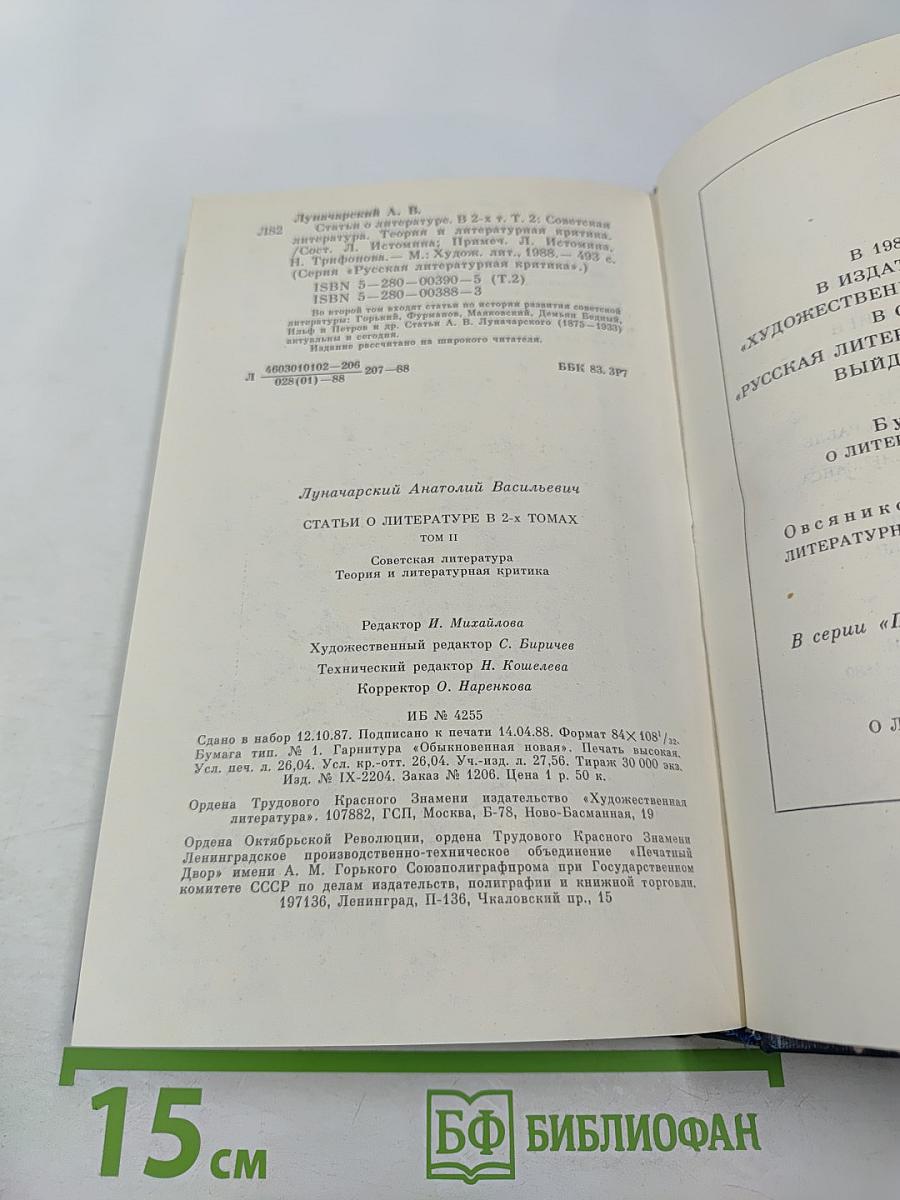 Луначарский А. В.
Л82
Статьи о литературе. В 2-х т. Т. 2: Советская
литература. Теория и литературная критика.
/Сост. Л. Истомина; Примеч. Л. Истомина,
Н. Трифонова.— М.: Худож. лит., 1988.— 493 с.
(Серия «Русская литературная критика».)
ISBN 5—280—00390—5 (Т.2)
ISBN 5—280—00388—3
Во второй том входят статьи по истории развития советской
литературы: Горький, Фурманов, Маяковский, Демьян Бедный,
Ильф и Петров и др. Статьи А. В. Луначарского (1875—1933)
актуальны и сегодня.
Издание рассчитано на широкого читателя.
Л 4603010102—206 / 028(01)—88 207—88
ББК 83.3Р7
Луначарский Анатолий Васильевич
СТАТЬИ О ЛИТЕРАТУРЕ В 2-х ТОМАХ
ТОМ II
Советская литература
Теория и литературная критика
Редактор И. Михайлова
Художественный редактор С. Биричев
Технический редактор Н. Кошелева
Корректор О. Наренкова
ИБ № 4255
Сдано в набор 12.10.87. Подписано к печати 14.04.88. Формат 84×108¹/₃₂.
Бумага тип. № 1. Гарнитура «Обыкновенная новая». Печать высокая.
Усл. печ. л. 26,04. Усл. кр.-отт. 26,04. Уч.-изд. л. 27,56. Тираж 30 000 экз.
Изд. № IX-2204. Заказ № 1206. Цена 1 р. 50 к.
Ордена Трудового Красного Знамени издательство «Художественная
литература». 107882, ГСП, Москва, Б-78, Ново-Басманная, 19
Ордена Октябрьской Революции, ордена Трудового Красного Знамени
Ленинградское производственно-техническое объединение «Печатный
Двор» имени А. М. Горького Союзполиграфпрома при Государственном
комитете СССР по делам издательств, полиграфии и книжной торговли.
197136, Ленинград, П-136, Чкаловский пр., 15
В 198
В ИЗДАТ
«ХУДОЖЕСТВЕН
В С
«РУССКАЯ ЛИТЕР
ВЫЙД
Бу
О ЛИТЕ
Овсянико
ЛИТЕРАТУРН
В серии «П
О Л
15 см
БФ БИБЛИОФАН